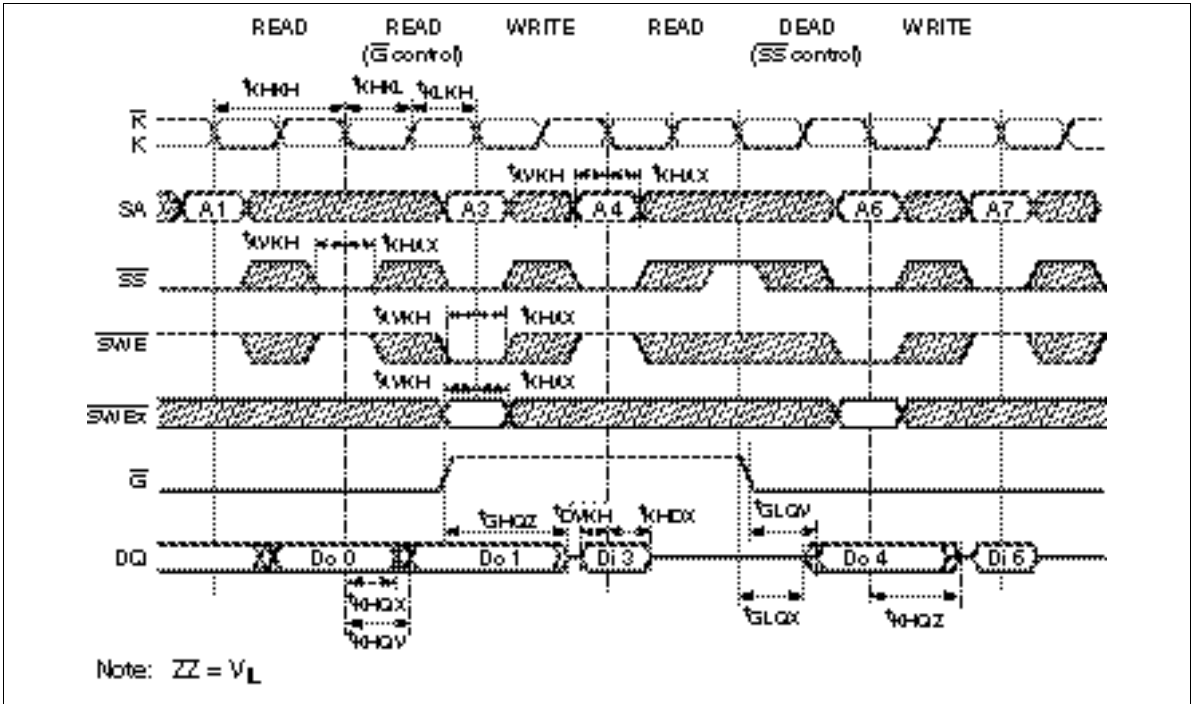 READ READ WRITE READ DEAD WRITE
(G control) (SS control)
tKHKH tKHKL tKLKH
K
K
tAVKH tKHAX
SA A1 A3 A4 A6 A7
tAVKH tKHAX
SS
tAVKH tKHAX
SWE
tAVKH tKHAX
SWEx
G
tGHQZ tDVKH tKHDX tGLQV
DQ Do 0 Do 1 Di 3 Do 4 Di 6
tKHQX tGLQX tKHQZ
tKHQV
Note: ZZ = VIL